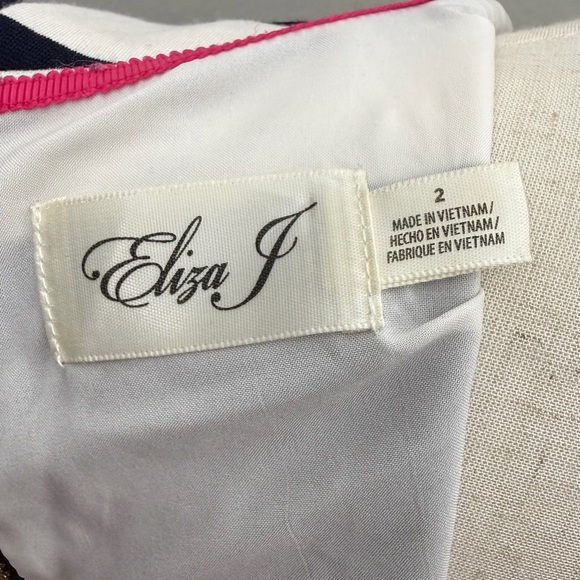 Eliza J
2
MADE IN VIETNAM/
HECHO EN VIETNAM/
FABRIQUE EN VIETNAM